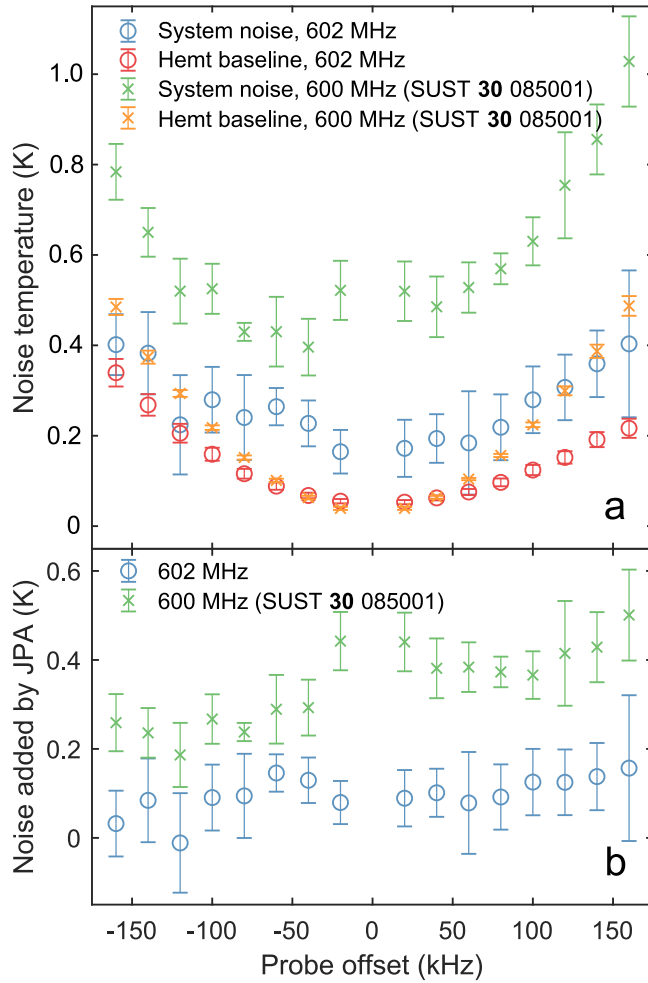 System noise, 602 MHz
Hemt baseline, 602 MHz
System noise, 600 MHz (SUST 30 085001)
Hemt baseline, 600 MHz (SUST 30 085001)
1.0
0.8
0.6
0.4
0.2
0
Noise temperature (K)
a
602 MHz
600 MHz (SUST 30 085001)
0.6
0.4
0.2
0
Noise added by JPA (K)
b
-150 -100 -50 0 50 100 150
Probe offset (kHz)